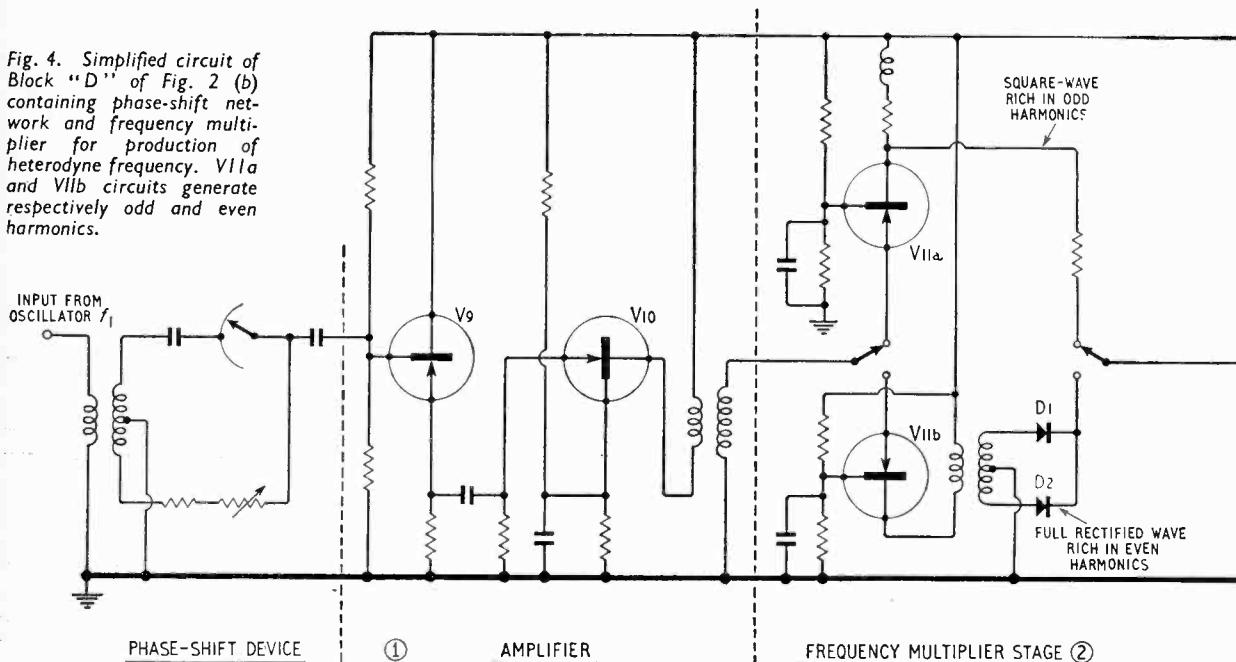 Fig. 4. Simplified circuit of
Block "D" of Fig. 2 (b)
containing phase-shift net-
work and frequency multi-
plier for production of
heterodyne frequency. V11a
and V11b circuits generate
respectively odd and even
harmonics.
INPUT FROM
OSCILLATOR f1
V9
V10
SQUARE-WAVE
RICH IN ODD
HARMONICS
V11a
V11b
D1
D2
FULL RECTIFIED WAVE
RICH IN EVEN
HARMONICS
PHASE-SHIFT DEVICE
① AMPLIFIER
FREQUENCY MULTIPLIER STAGE ②